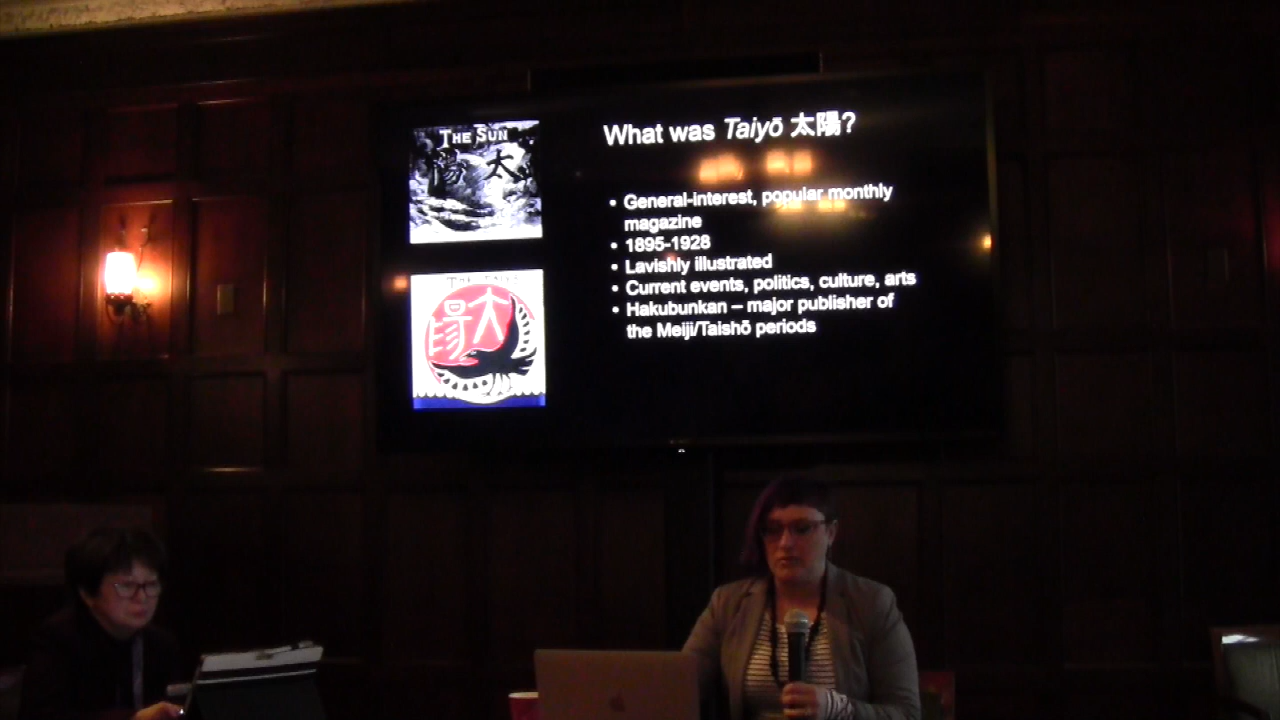 THE SUN
陽 太
TAIYŌ
陽太
What was Taiyō 太陽?
• General-interest, popular monthly
magazine
• 1895-1928
• Lavishly illustrated
• Current events, politics, culture, arts
• Hakubunkan – major publisher of
the Meiji/Taishō periods